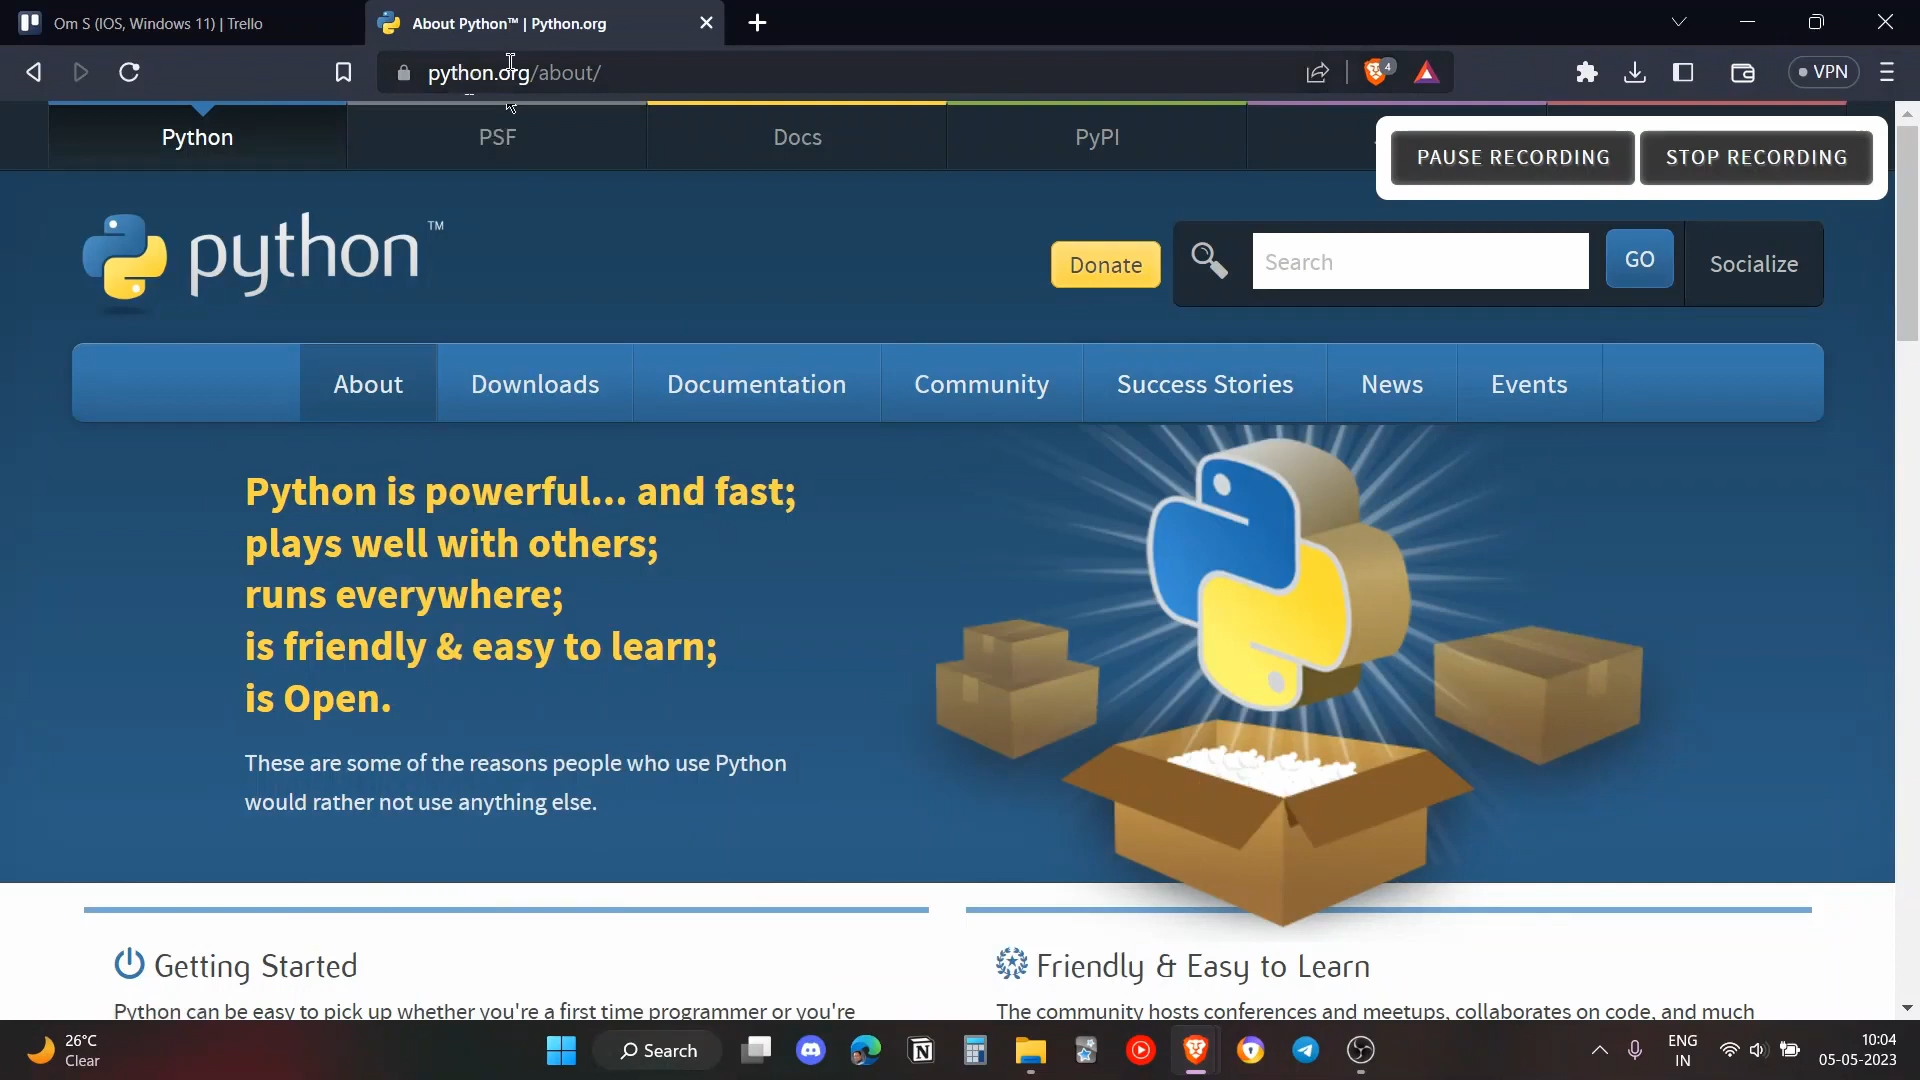 Om S (IOS, Windows 11) | Trello
About Python™ | Python.org
python.org/about/
4
VPN
Python
PSF
Docs
PyPI
PAUSE RECORDING
STOP RECORDING
python™
Donate
Search
GO
Socialize
About
Downloads
Documentation
Community
Success Stories
News
Events
Python is powerful... and fast;
plays well with others;
runs everywhere;
is friendly & easy to learn;
is Open.
These are some of the reasons people who use Python
would rather not use anything else.
Getting Started
Python can be easy to pick up whether you're a first time programmer or you're
Friendly & Easy to Learn
The community hosts conferences and meetups, collaborates on code, and much
26°C
Clear
Search
ENG
IN
10:04
05-05-2023